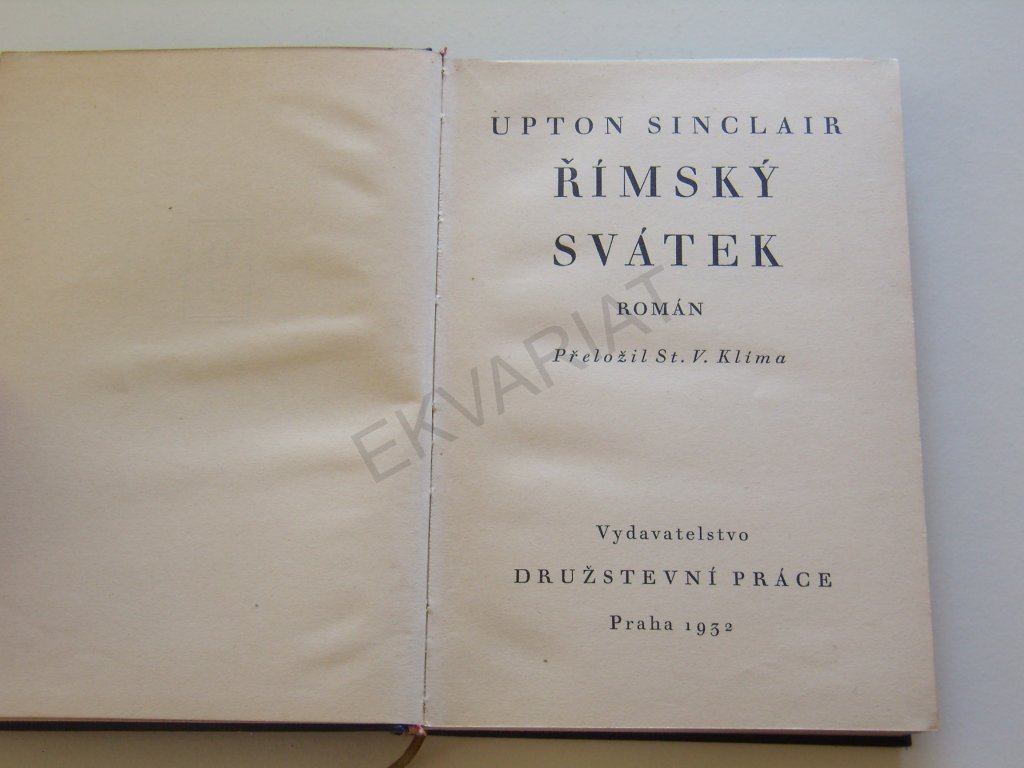 UPTON SINCLAIR
ŘÍMSKÝ
SVÁTEK
ROMÁN
Přeložil St. V. Klíma
EKVARIAT
Vydavatelstvo
DRUŽSTEVNÍ PRÁCE
Praha 1932